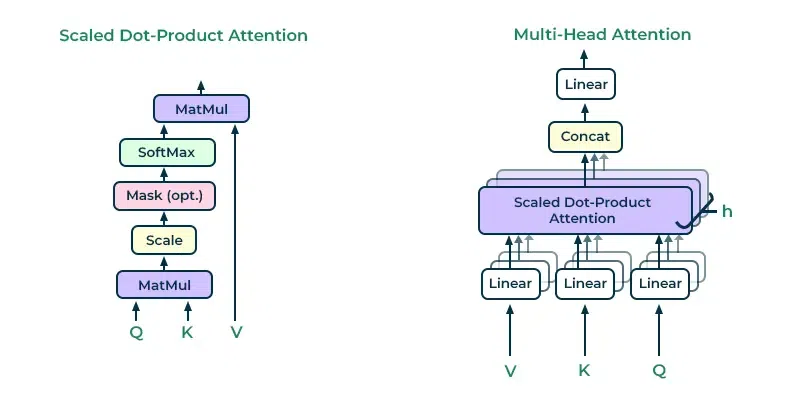 Scaled Dot-Product Attention
MatMul
SoftMax
Mask (opt.)
Scale
MatMul
Q K V
Multi-Head Attention
Linear
Concat
Scaled Dot-Product
Attention
h
Linear Linear Linear
V K Q